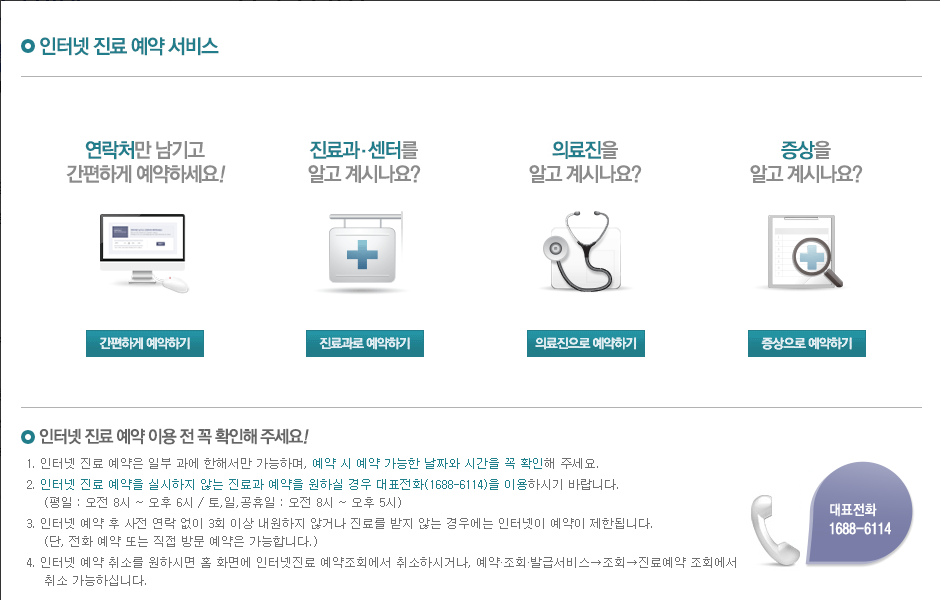 인터넷 진료 예약 서비스
연락처만 남기고
간편하게 예약하세요!
진료과·센터를
알고 계시나요?
의료진을
알고 계시나요?
증상을
알고 계시나요?
간편하게 예약하기
진료과로 예약하기
의료진으로 예약하기
증상으로 예약하기
인터넷 진료 예약 이용 전 꼭 확인해 주세요!
1. 인터넷 진료 예약은 일부 과에 한해서만 가능하며, 예약 시 예약 가능한 날짜와 시간을 꼭 확인해 주세요.
2. 인터넷 진료 예약을 실시하지 않는 진료과 예약을 원하실 경우 대표전화(1688-6114)을 이용하시기 바랍니다.
(평일 : 오전 8시 ~ 오후 6시 / 토,일,공휴일 : 오전 8시 ~ 오후 5시)
3. 인터넷 예약 후 사전 연락 없이 3회 이상 내원하지 않거나 진료를 받지 않는 경우에는 인터넷이 예약이 제한됩니다.
(단, 전화 예약 또는 직접 방문 예약은 가능합니다.)
4. 인터넷 예약 취소를 원하시면 홈 화면에 인터넷진료 예약조회에서 취소하시거나, 예약·조회·발급서비스→조회→진료예약 조회에서
취소 가능하십니다.
대표전화
1688-6114